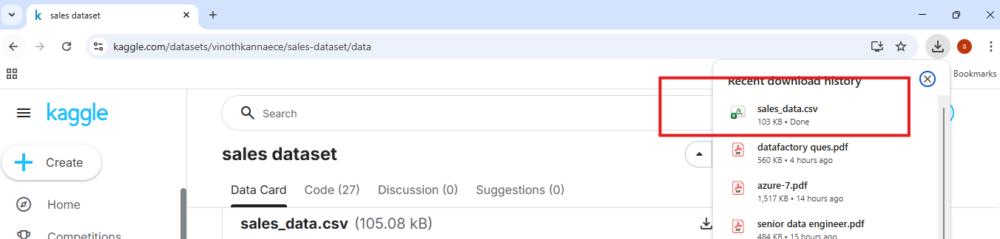 sales dataset
kaggle.com/datasets/vinothkannaece/sales-dataset/data
s
Bookmarks
Recent download history
sales_data.csv
103 KB • Done
datafactory ques.pdf
560 KB • 4 hours ago
azure-7.pdf
1,517 KB • 14 hours ago
senior data engineer.pdf
484 KB • 15 hours ago
kaggle
Search
Create
sales dataset
Home
Data Card Code (27) Discussion (0) Suggestions (0)
Competitions
sales_data.csv (105.08 kB)